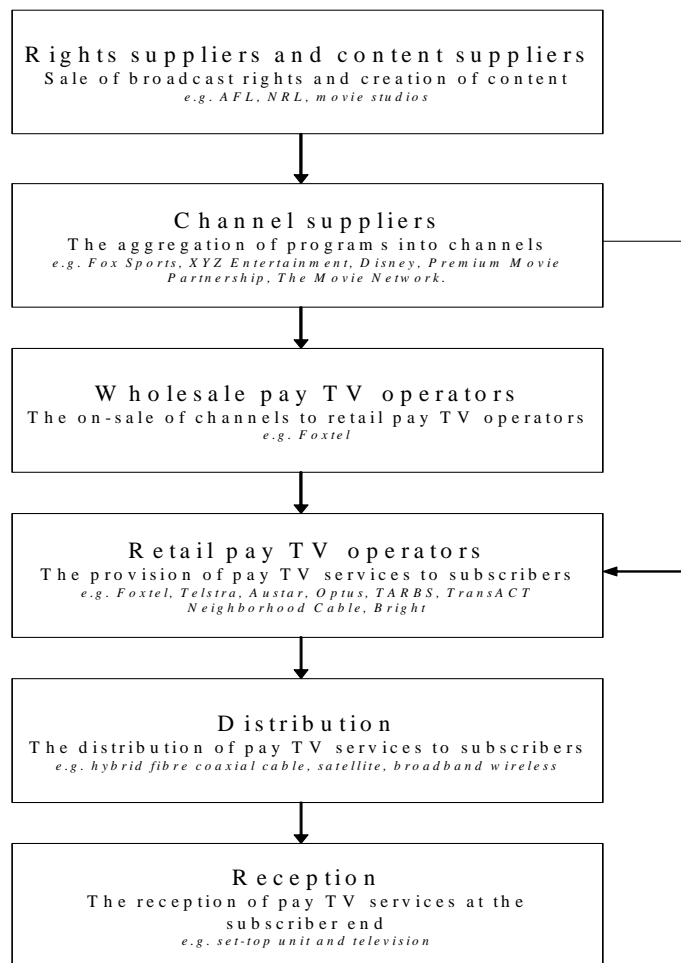 Rights suppliers and content suppliers
Sale of broadcast rights and creation of content
e.g. AFL, NRL, movie studios
Channel suppliers
The aggregation of programs into channels
e.g. Fox Sports, XYZ Entertainment, Disney, Premium Movie
Partnership, The Movie Network.
Wholesale pay TV operators
The on-sale of channels to retail pay TV operators
e.g. Foxtel
Retail pay TV operators
The provision of pay TV services to subscribers
e.g. Foxtel, Telstra, Austar, Optus, TARBS, TransACT
Neighborhood Cable, Bright
Distribution
The distribution of pay TV services to subscribers
e.g. hybrid fibre coaxial cable, satellite, broadband wireless
Reception
The reception of pay TV services at the
subscriber end
e.g. set-top unit and television